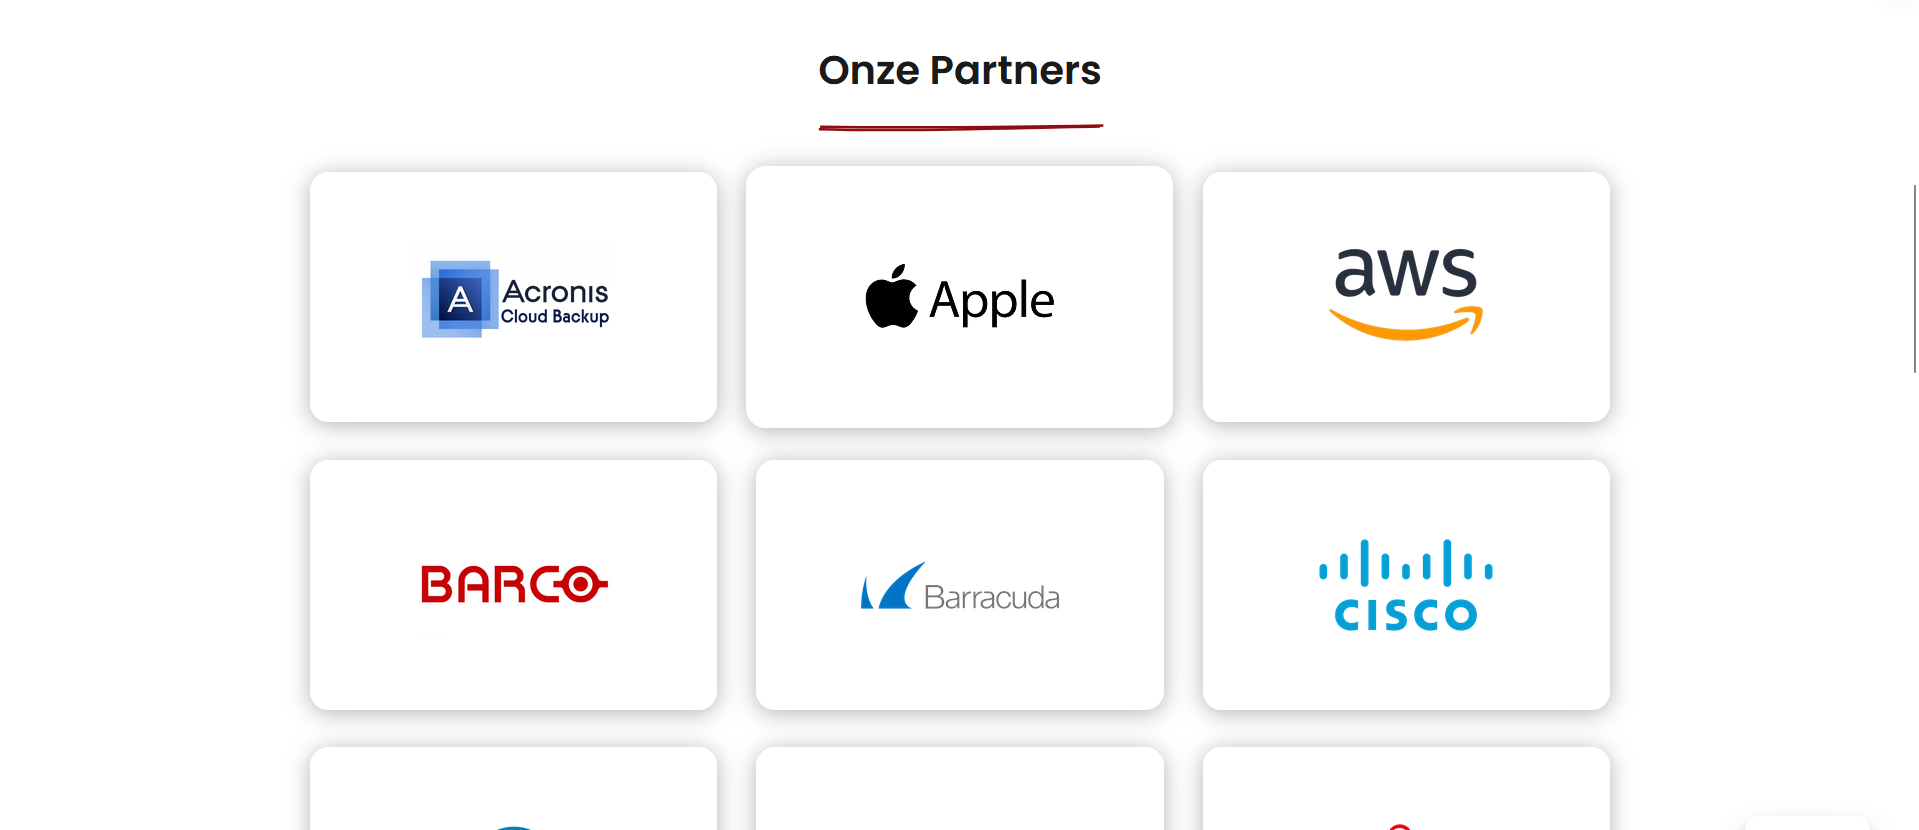 Onze Partners
Acronis
Cloud Backup
Apple
aws
BARCO
Barracuda
CISCO